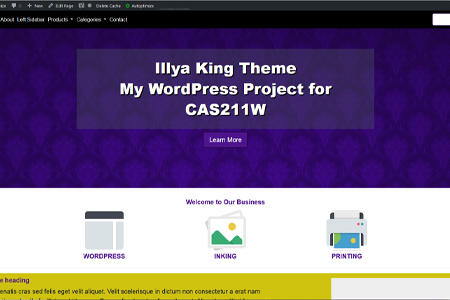 New Edit Page Delete Cache Autoptimize
About Left Sidebar Products Categories Contact
Illya King Theme
My WordPress Project for
CAS211W
Learn More
Welcome to Our Business
WORDPRESS INKING PRINTING
heading
enatis cras sed felis eget velit aliquet. Velit scelerisque in dictum non consectetur a erat nam